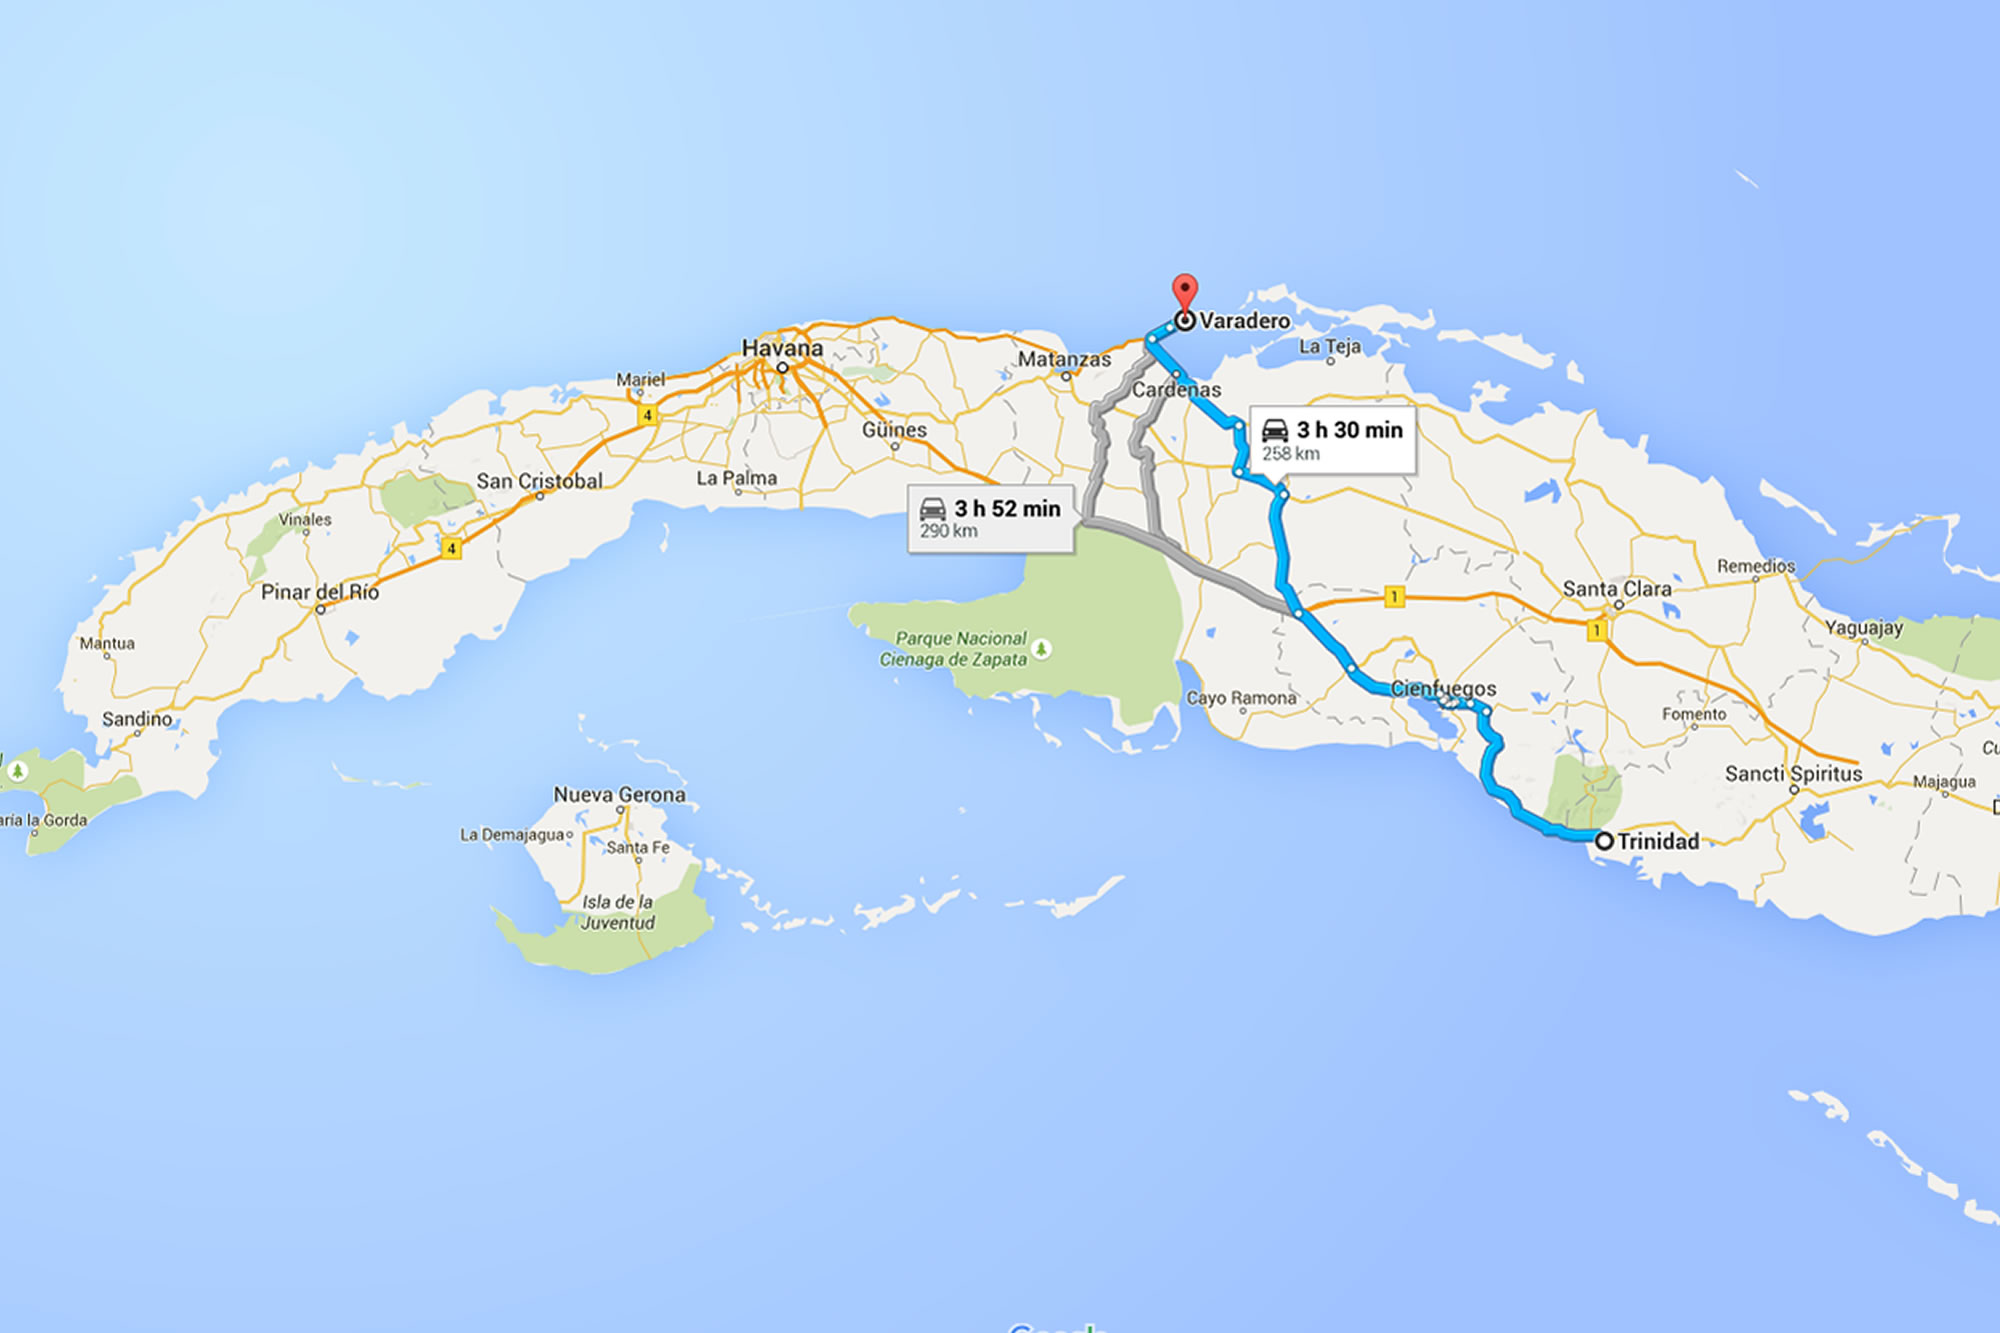 Varadero
La Teja
Havana
Matanzas
Mariel
Cardenas
4
Güines
3 h 30 min
258 km
San Cristobal
La Palma
3 h 52 min
290 km
Vinales
4
Pinar del Río
Remedios
Santa Clara
1
1
Yaguajay
Mantua
Parque Nacional
Cienaga de Zapata
Cienfuegos
Cayo Ramona
Sandino
Fomento
Sancti Spiritus
Majagua
Nueva Gerona
aría la Gorda
La Demajagua
Santa Fe
Trinidad
Isla de la
Juventud